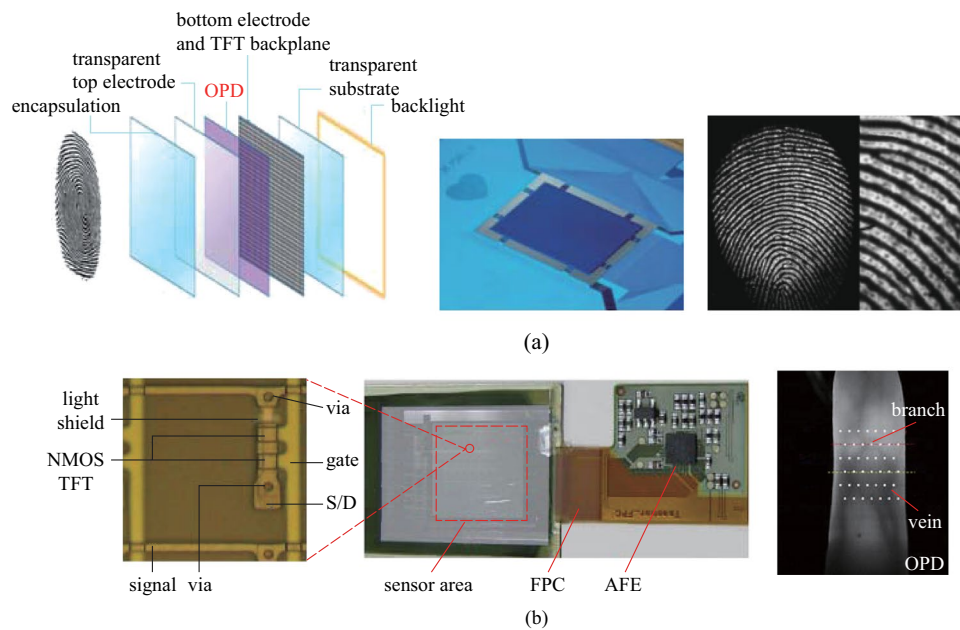 bottom electrode
and TFT backplane
transparent
top electrode
OPD
transparent
substrate
encapsulation
backlight
(a)
light
shield
via
NMOS
TFT
gate
S/D
signal
via
sensor area
FPC
AFE
branch
vein
OPD
(b)